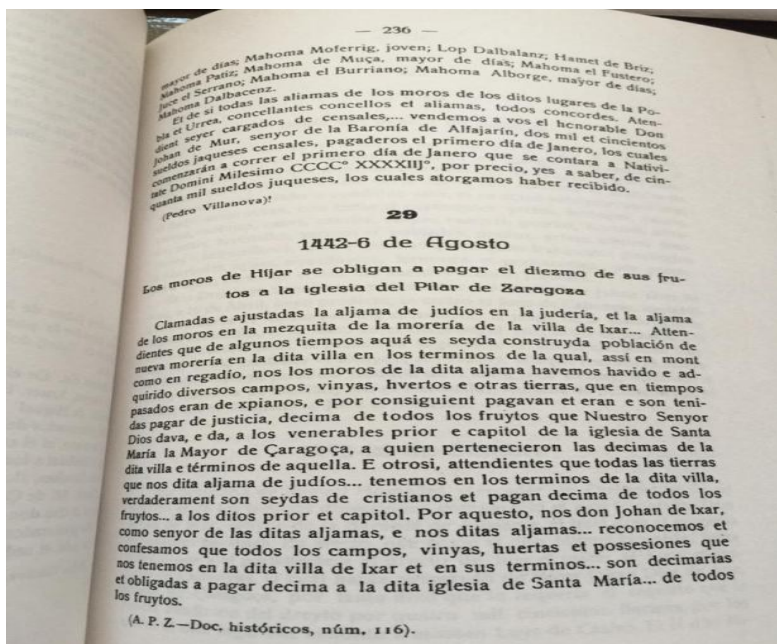 — 236 —
mayor de días; Mahoma Moferrig, joven; Lop Dalbalanz; Hamet de Briz;
Mahoma Patiz; Mahoma de Muça, mayor de días; Mahoma el Fustero;
Juce el Serrano; Mahoma el Burriano; Mahoma Alborge, mayor de días;
Mahoma Dalbacenz.
Et de si todas las aliamas de los moros de los ditos lugares de la Po-
bla et Urrea, concellantes concellos et aliamas, todos concordes. Aten-
dient seyer cargados de censales,... vendemos a vos el honorable Don
Johan de Mur, senyor de la Baronía de Alfajarín, dos mil et cincientos
sueldos jaqueses censales, pagaderos el primero día de Janero, los cuales
comenzarán a correr el primero día de Janero que se contara a Nativi-
tate Domini Milesimo CCCCº XXXXIIJº, por precio, yes a saber, de cin-
quanta mil sueldos juqueses, los cuales atorgamos haber recibido.
(Pedro Villanova)!
29
1442-6 de Agosto
Los moros de Híjar se obligan a pagar el diezmo de sus fru-
tos a la iglesia del Pilar de Zaragoza
Clamadas e ajustadas la aljama de judíos en la judería, et la aljama
de los moros en la mezquita de la morería de la villa de Ixar... Atten-
dientes que de algunos tiempos aquá es seyda construyda población de
nueva morería en la dita villa en los terminos de la qual, assí en mont
como en regadío, nos los moros de la dita aljama havemos havido e ad-
quirido diversos campos, vinyas, hvertos e otras tierras, que en tiempos
pasados eran de xpianos, e por consiguient pagavan et eran e son teni-
das pagar de justicia, decima de todos los fruytos que Nuestro Senyor
Dios dava, e da, a los venerables prior e capitol de la iglesia de Santa
María la Mayor de Çaragoça, a quien pertenecieron las decimas de la
dita villa e términos de aquella. E otrosi, attendientes que todas las tierras
que nos dita aljama de judíos... tenemos en los terminos de la dita villa,
verdaderament son seydas de cristianos et pagan decima de todos los
fruytos... a los ditos prior et capitol. Por aquesto, nos don Johan de Ixar,
como senyor de las ditas aljamas, e nos ditas aljamas... reconocemos et
confesamos que todos los campos, vinyas, huertas et possesiones que
nos tenemos en la dita villa de Ixar et en sus terminos... son decimarias
et obligadas a pagar decima a la dita iglesia de Santa María... de todos
los fruytos.
(A. P. Z.—Doc. históricos, núm. 116).